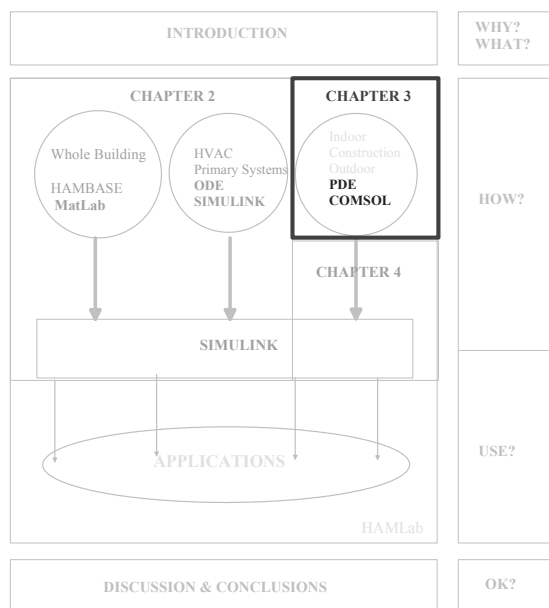 INTRODUCTION
WHY?
WHAT?
CHAPTER 2
CHAPTER 3
Whole Building
HAMBASE
MatLab
HVAC
Primary Systems
ODE
SIMULINK
Indoor
Construction
Outdoor
PDE
COMSOL
HOW?
CHAPTER 4
SIMULINK
APPLICATIONS
USE?
HAMLab
DISCUSSION & CONCLUSIONS
OK?